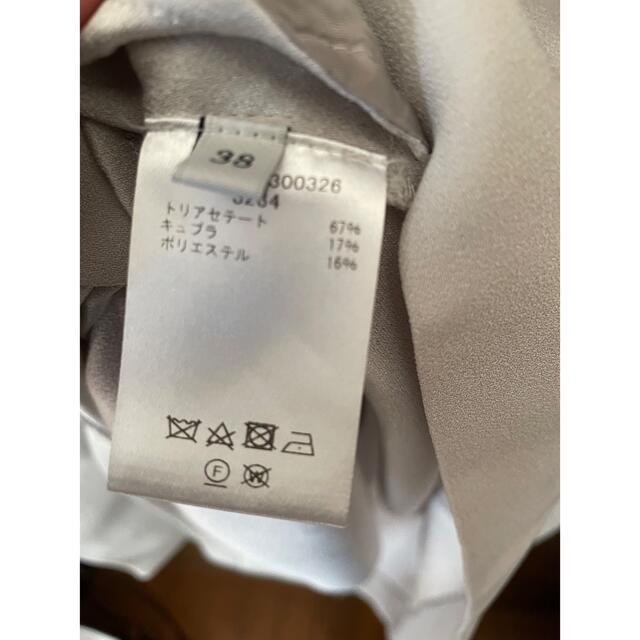 38
300326
3264
トリアセテート 67%
キュプラ 17%
ポリエステル 16%
F
W